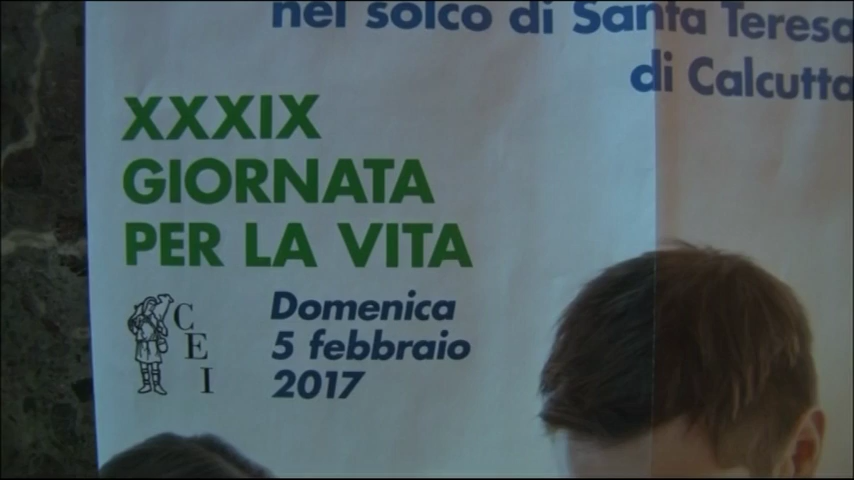 nel solco di Santa Teresa
di Calcutta
XXXIX
GIORNATA
PER LA VITA
CEI
Domenica
5 febbraio
2017